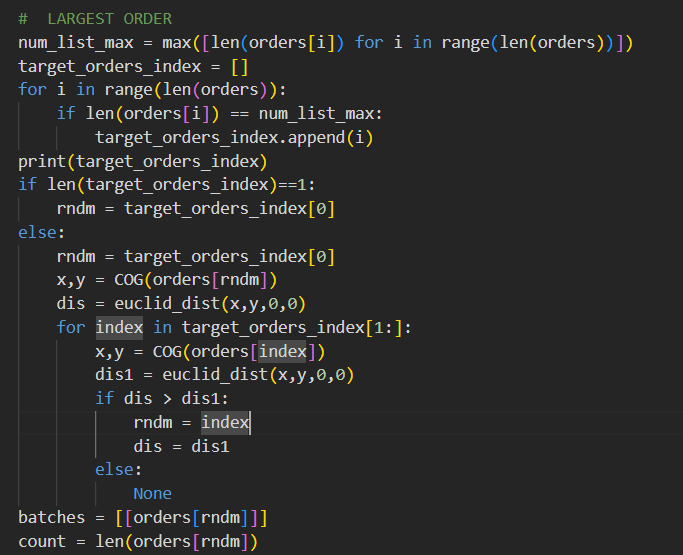 #  LARGEST ORDER
num_list_max = max([len(orders[i]) for i in range(len(orders))])
target_orders_index = []
for i in range(len(orders)):
    if len(orders[i]) == num_list_max:
        target_orders_index.append(i)
print(target_orders_index)
if len(target_orders_index)==1:
    rndm = target_orders_index[0]
else:
    rndm = target_orders_index[0]
    x,y = COG(orders[rndm])
    dis = euclid_dist(x,y,0,0)
    for index in target_orders_index[1:]:
        x,y = COG(orders[index])
        dis1 = euclid_dist(x,y,0,0)
        if dis > dis1:
            rndm = index
            dis = dis1
        else:
            None
batches = [[orders[rndm]]]
count = len(orders[rndm])